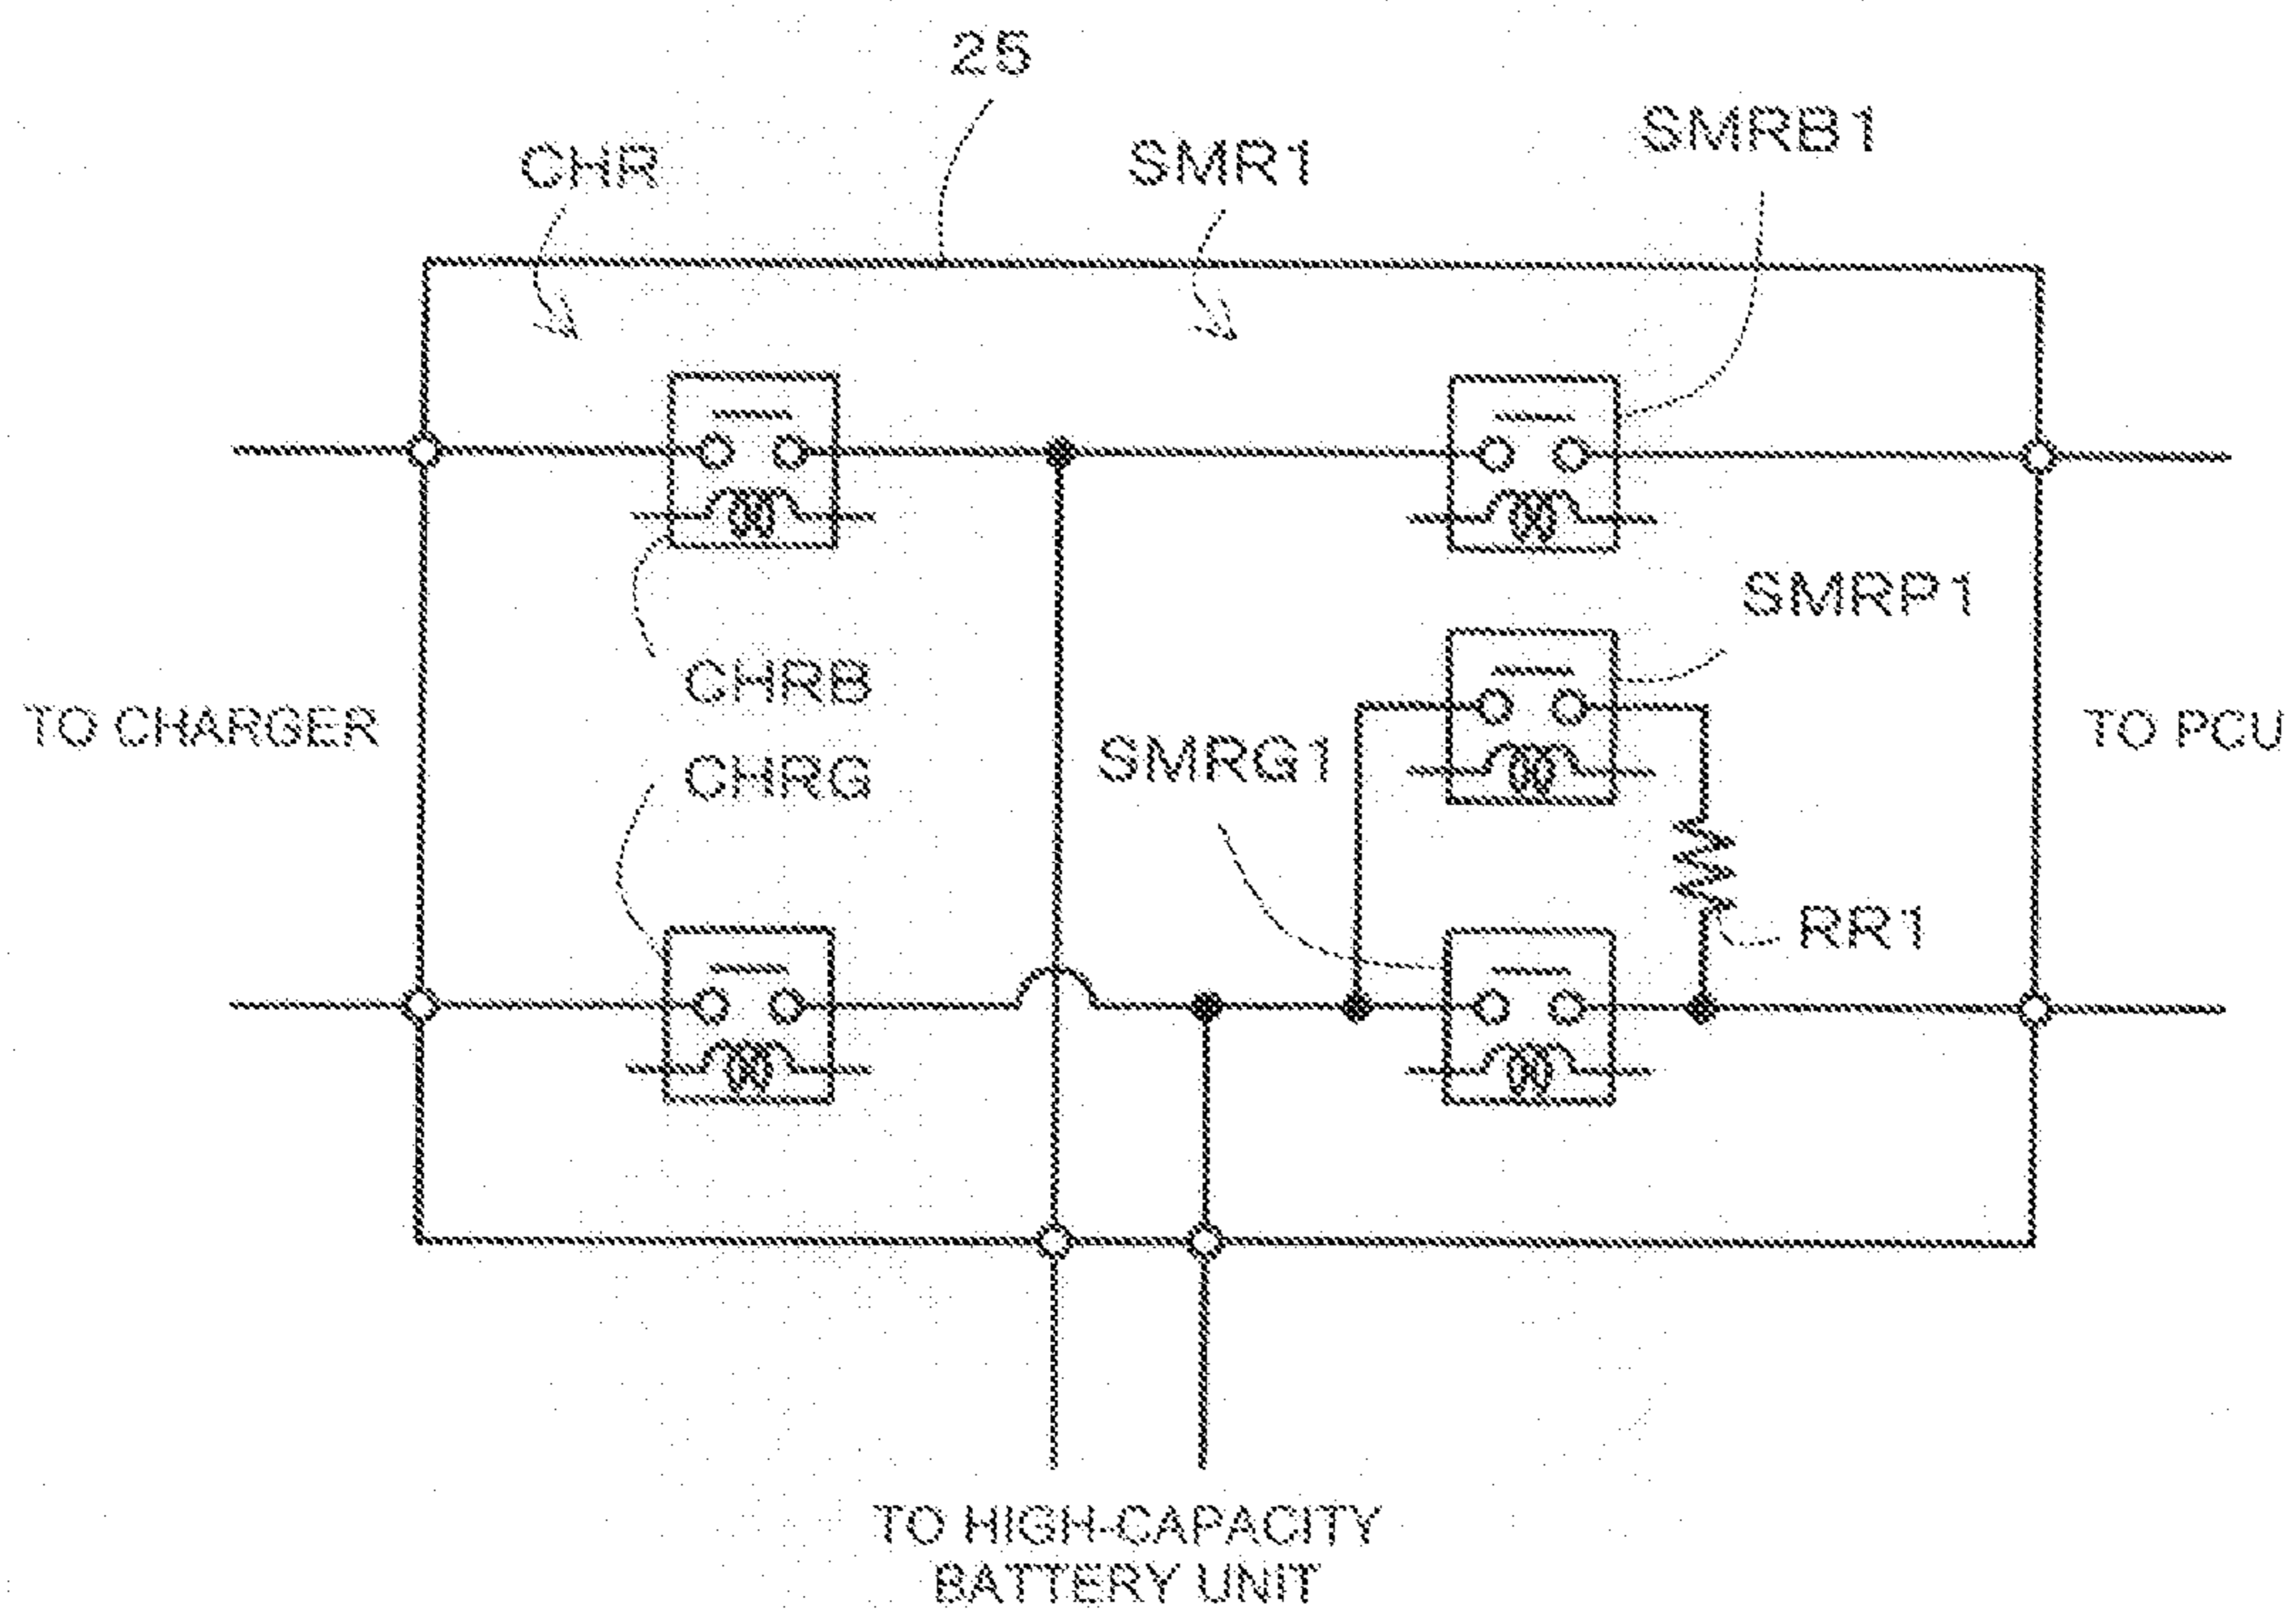 25
CHR
SMR1
SMRB1
SMRP1
CHRB
TO CHARGER
SMRG1
TO PCU
CHRG
RR1
TO HIGH-CAPACITY
BATTERY UNIT